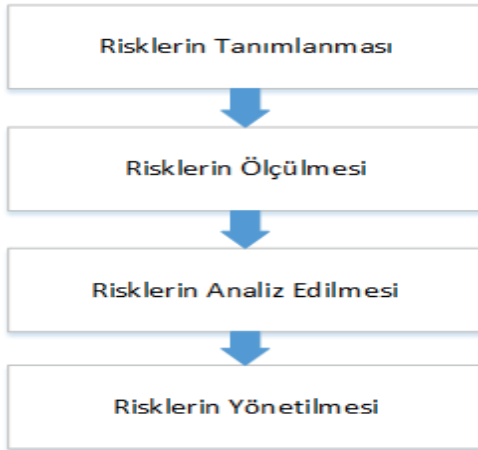 Risklerin Tanımlanması
Risklerin Ölçülmesi
Risklerin Analiz Edilmesi
Risklerin Yönetilmesi